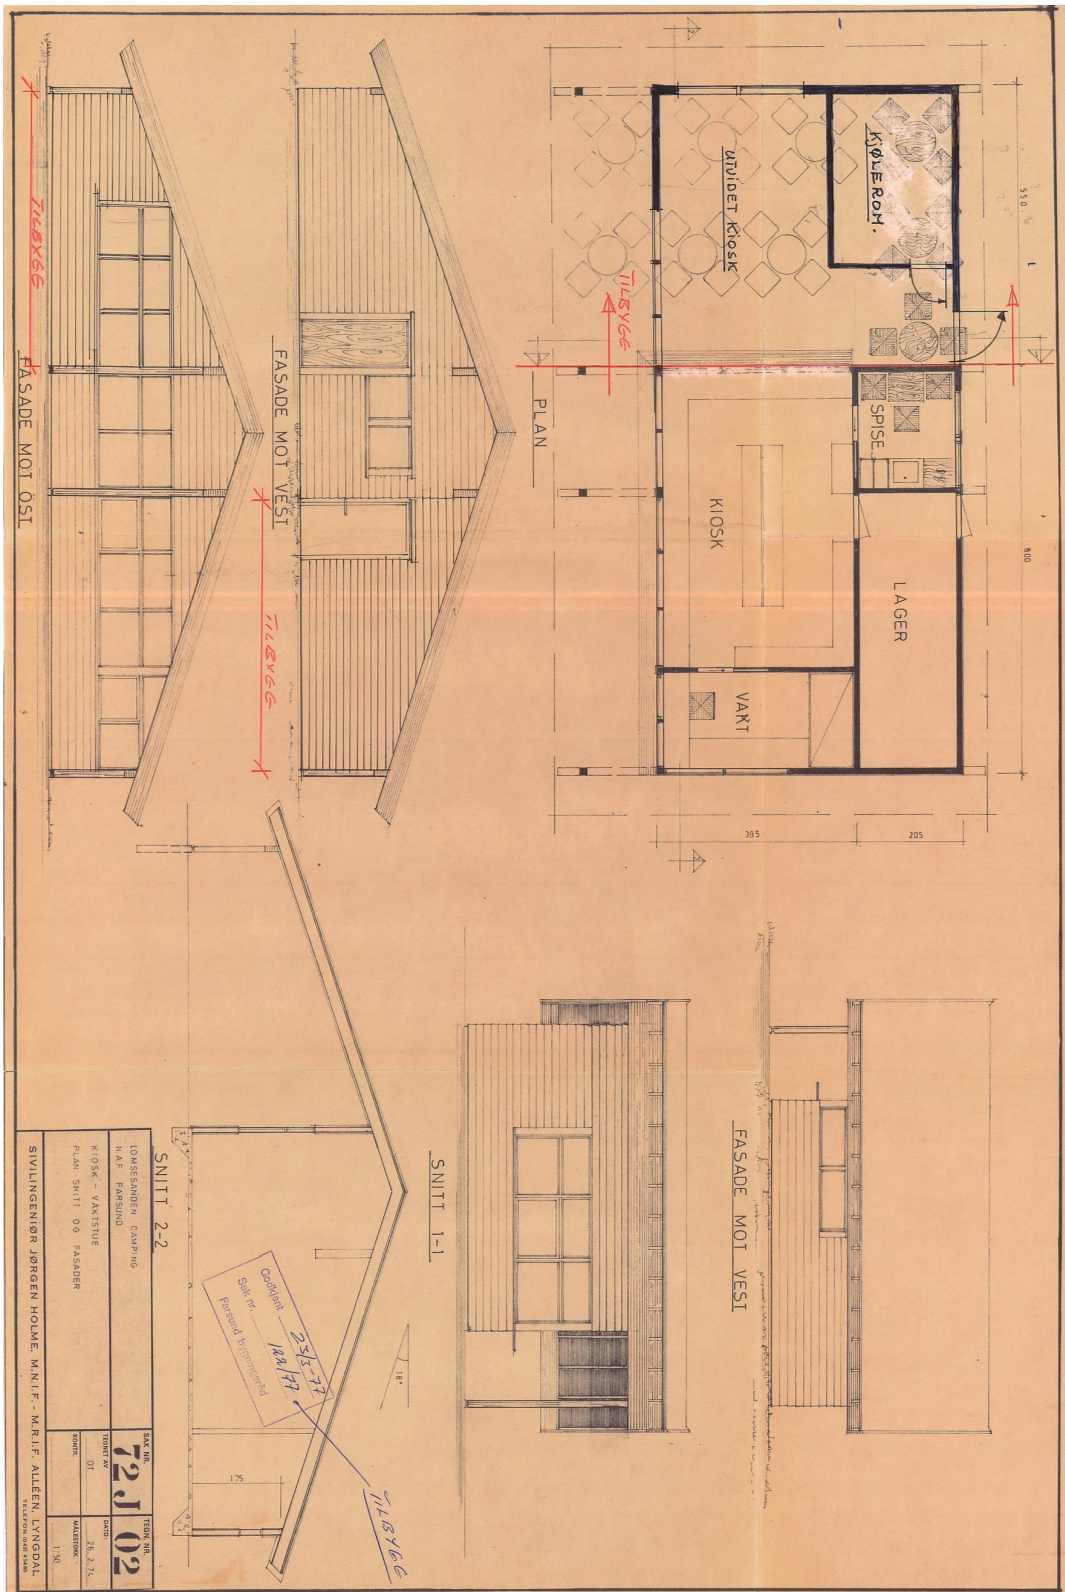 KJØLEROM.
UTVIDET KIOSK
TILBYGG
550
800
SPISE
KIOSK
LAGER
VAKT
395
205
PLAN
FASADE MOT VEST
TILBYGG
FASADE MOT ÖST
TILBYGG
FASADE MOT VEST
SNITT 1-1
SNITT 2-2
18°
175
Godkjent 23/3-77
Sak nr. 122/77
Farsund bygningsråd
TILBYGG
LOMSESANDEN CAMPING
N.A.F. FARSUND
KIOSK - VAKTSTUE
PLAN SNITT OG FASADER
SAK NR. 72 J
TEGN. NR. 02
TEGNET AV OT
DATO: 26.2.74
KONTR.
MÅLESTOKK 1:50
SIVILINGENIØR JØRGEN HOLME, M.N.I.F. - M.R.I.F. ALLÉEN, LYNGDAL